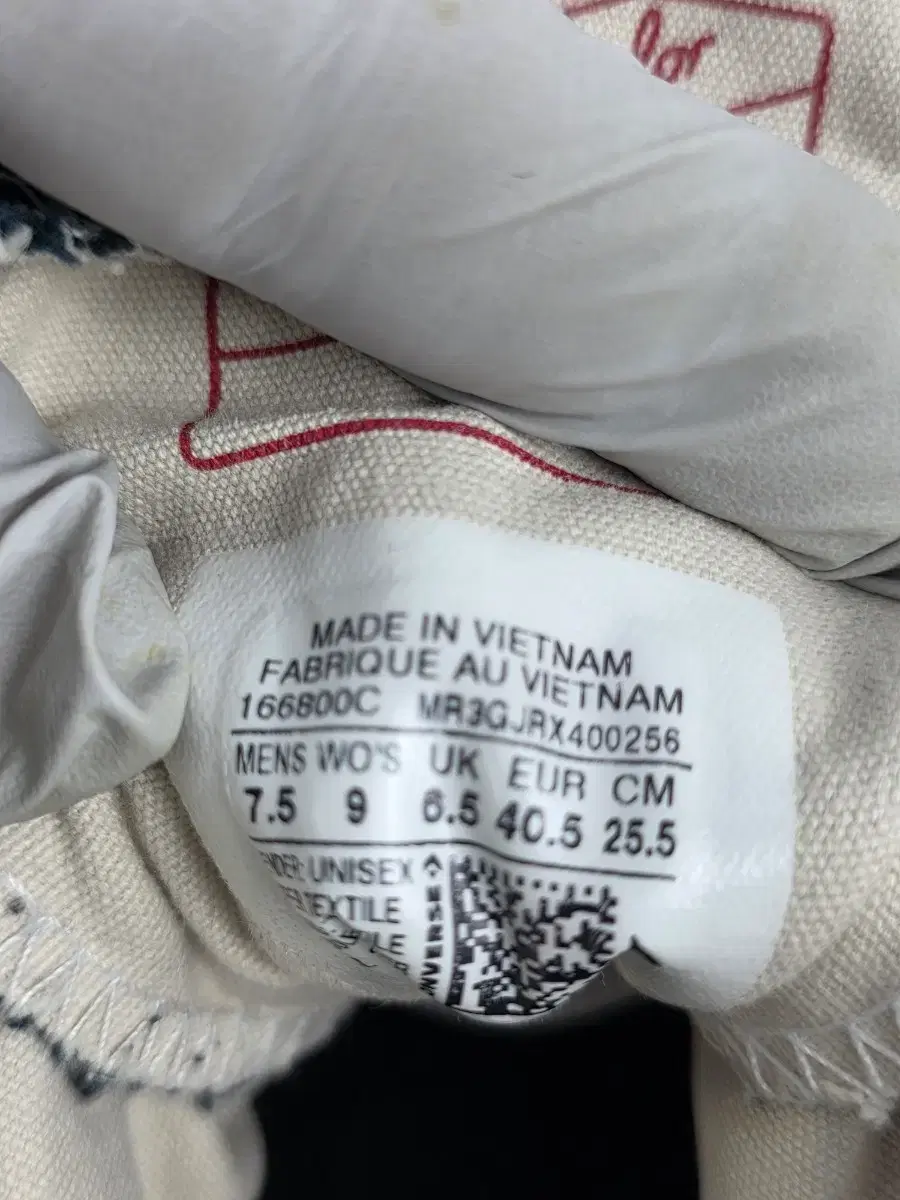 lor
MADE IN VIETNAM
FABRIQUE AU VIETNAM
166800C MR3GJRX400256
MENS WO'S UK EUR CM
7.5 9 6.5 40.5 25.5
UNISEX